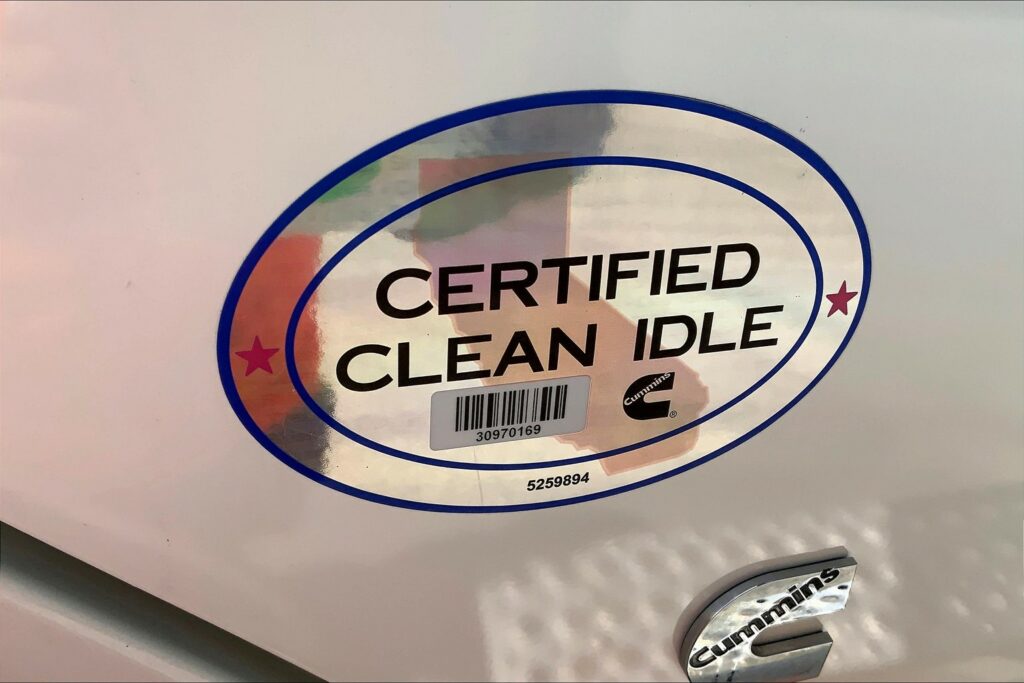 CERTIFIED
CLEAN IDLE
Cummins
30970169
5259894
Cummins